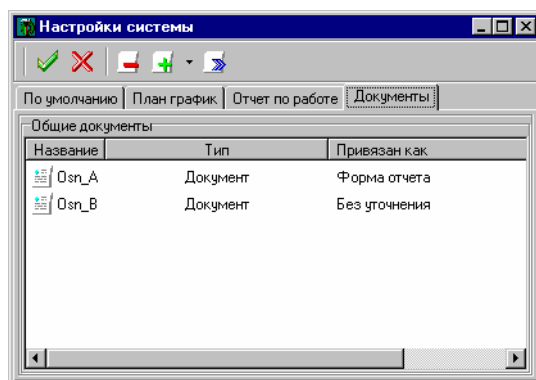 Настройки системы
По умолчанию План график Отчет по работе Документы
Общие документы
Название Тип Привязан как
Osn_A Документ Форма отчета
Osn_B Документ Без уточнения